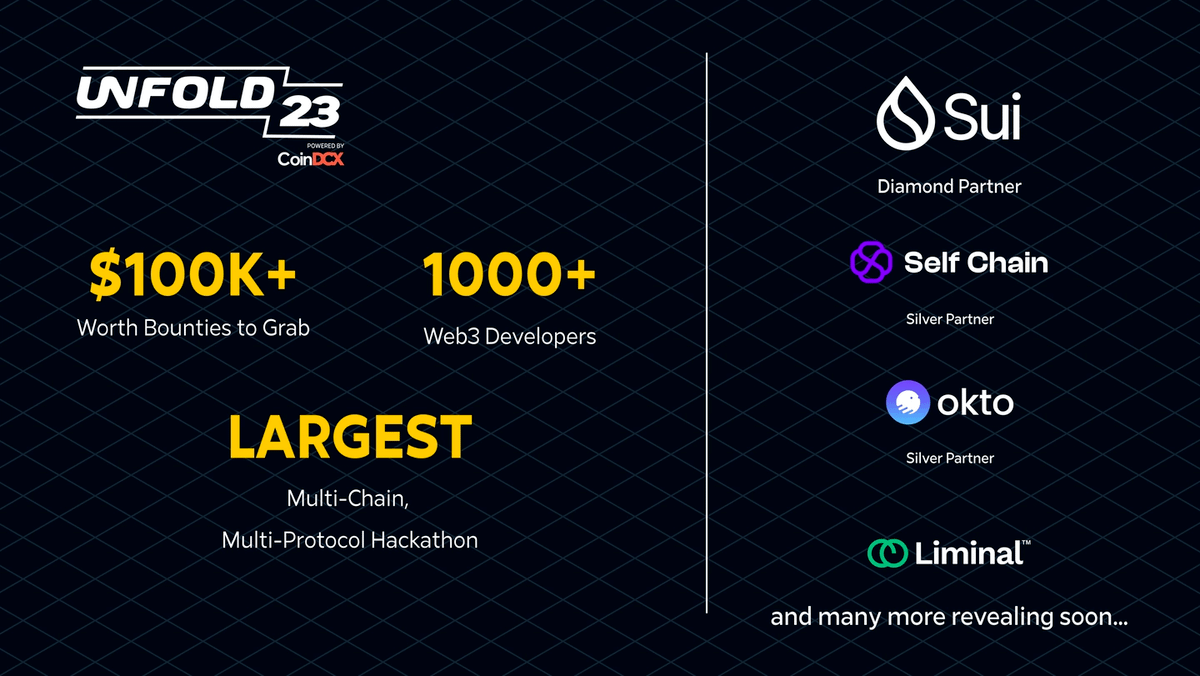 UNFOLD
23
POWERED BY
CoinDCX
$100K+
Worth Bounties to Grab
1000+
Web3 Developers
LARGEST
Multi-Chain,
Multi-Protocol Hackathon
Sui
Diamond Partner
Self Chain
Silver Partner
okto
Silver Partner
Liminal™
and many more revealing soon...